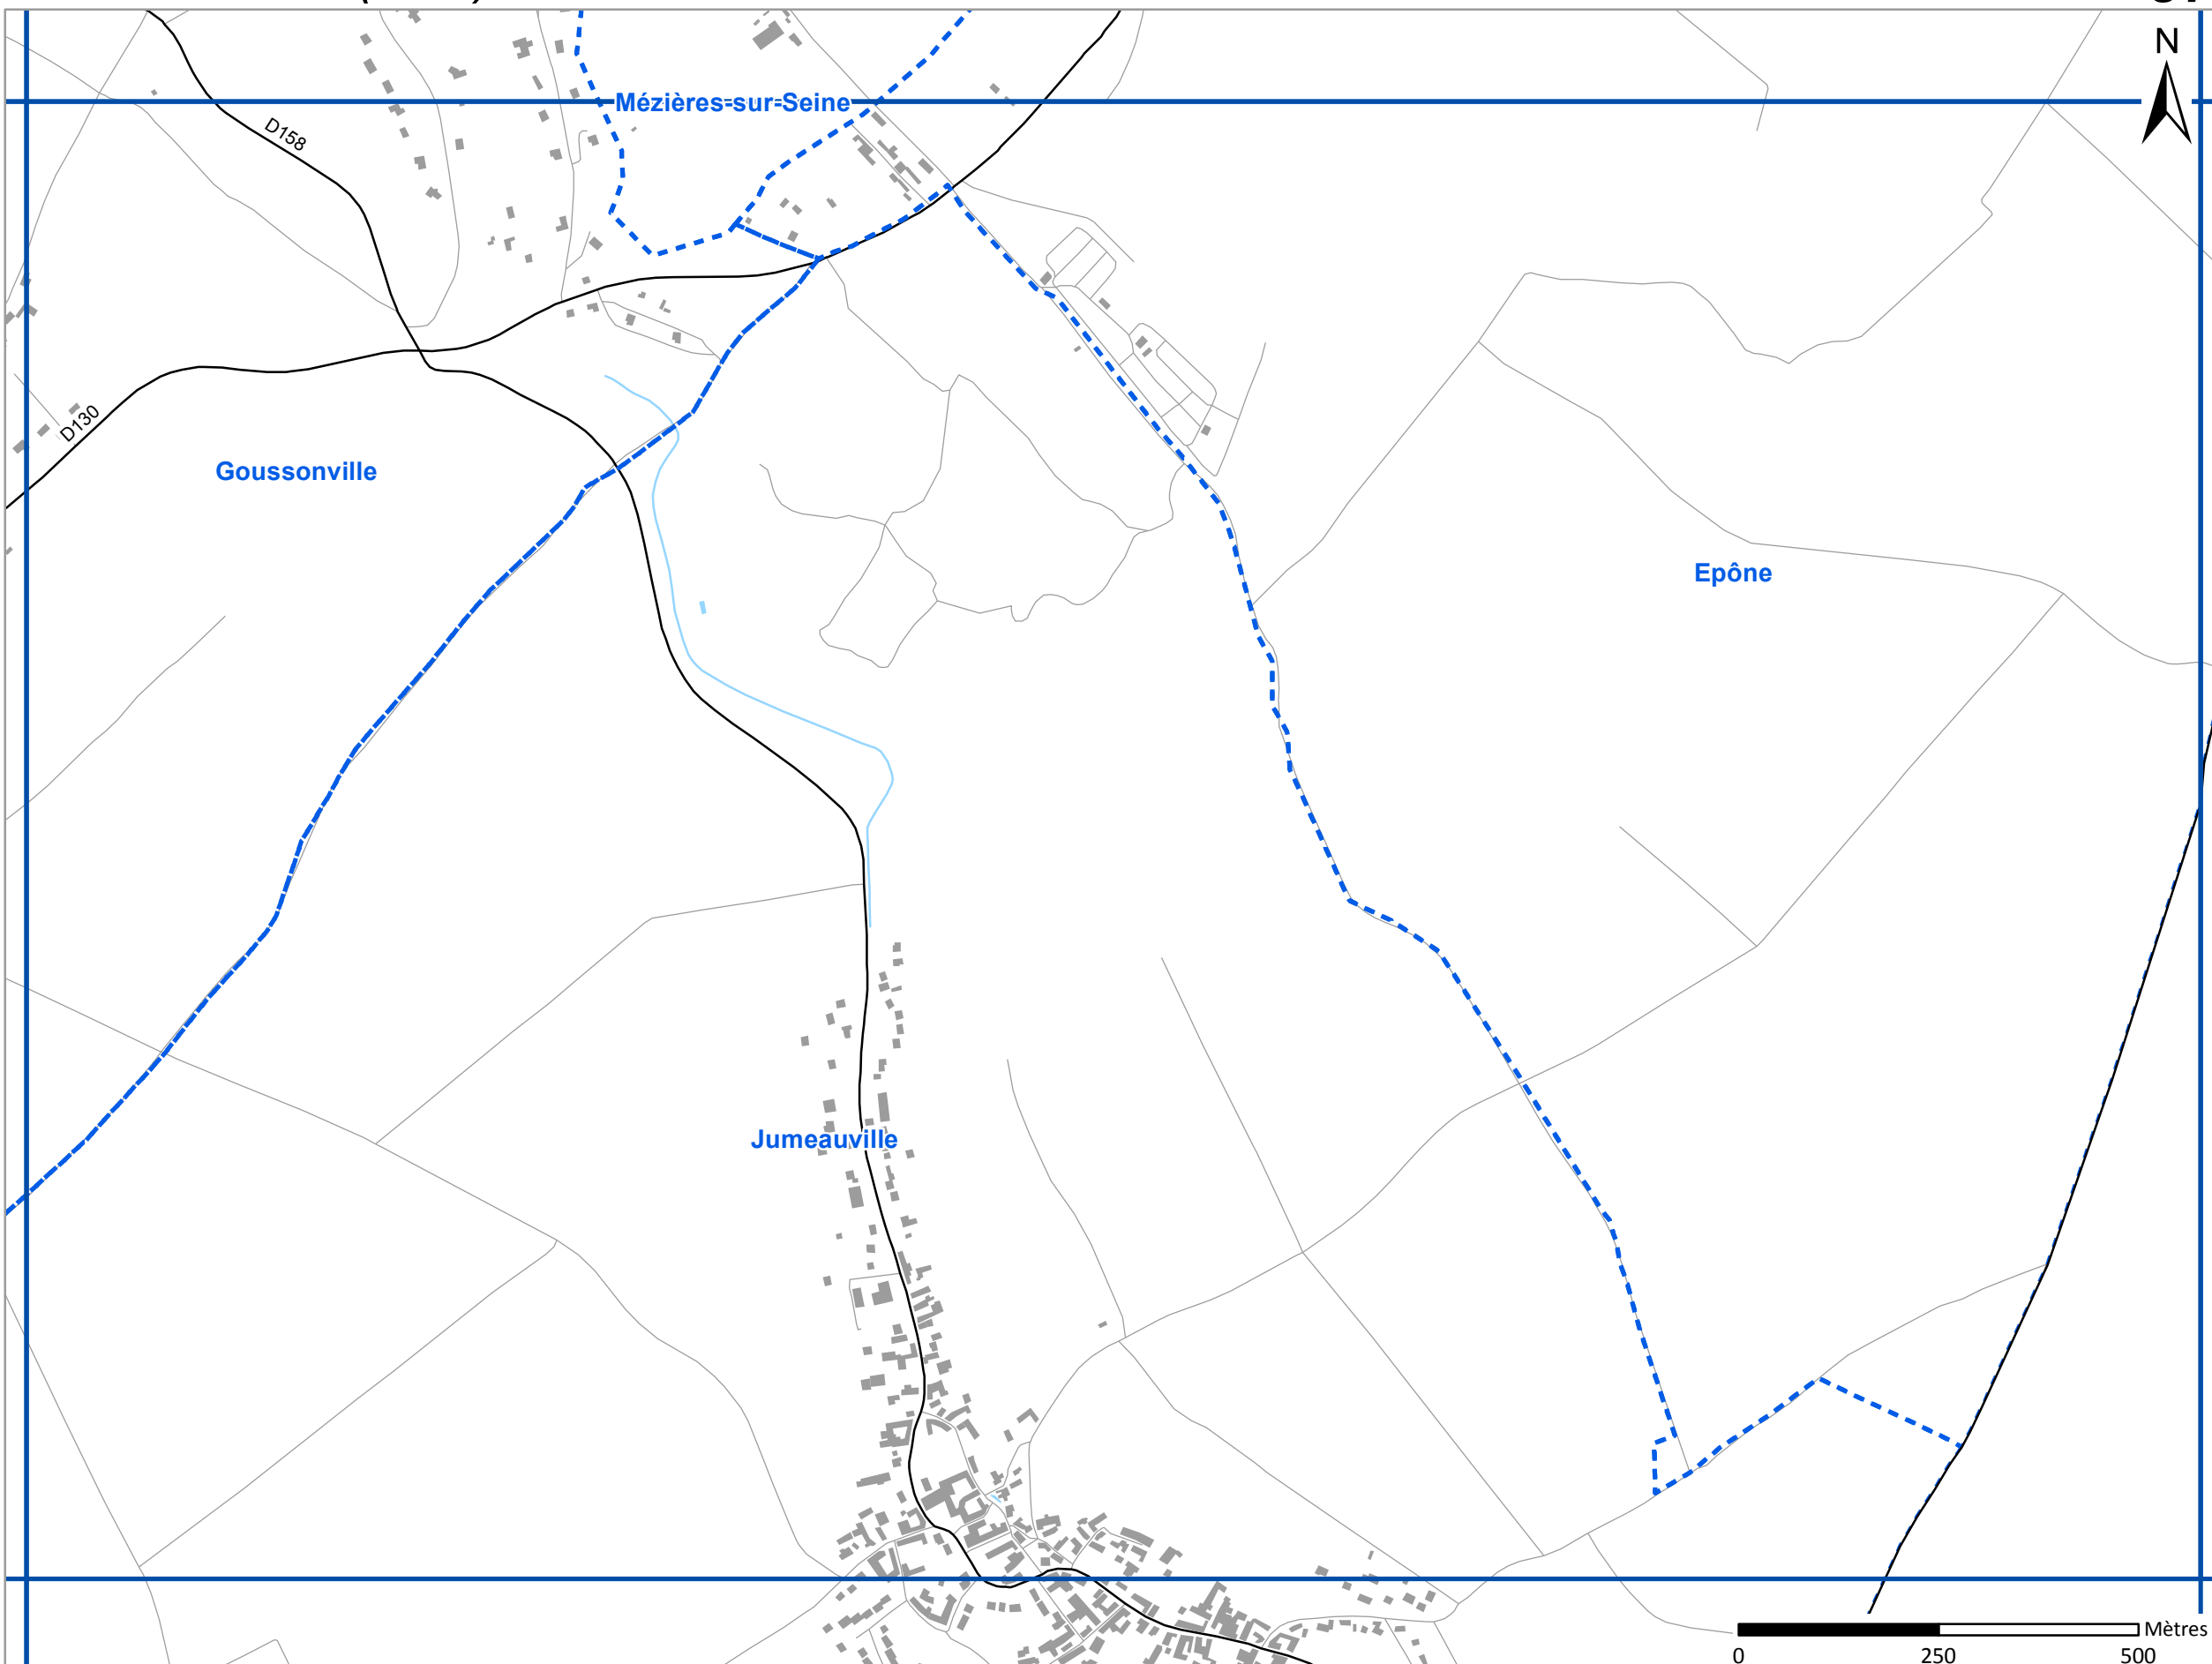 N
Mézières-sur-Seine
D158
D130
Goussonville
Epône
Jumeauville
Mètres
0 250 500